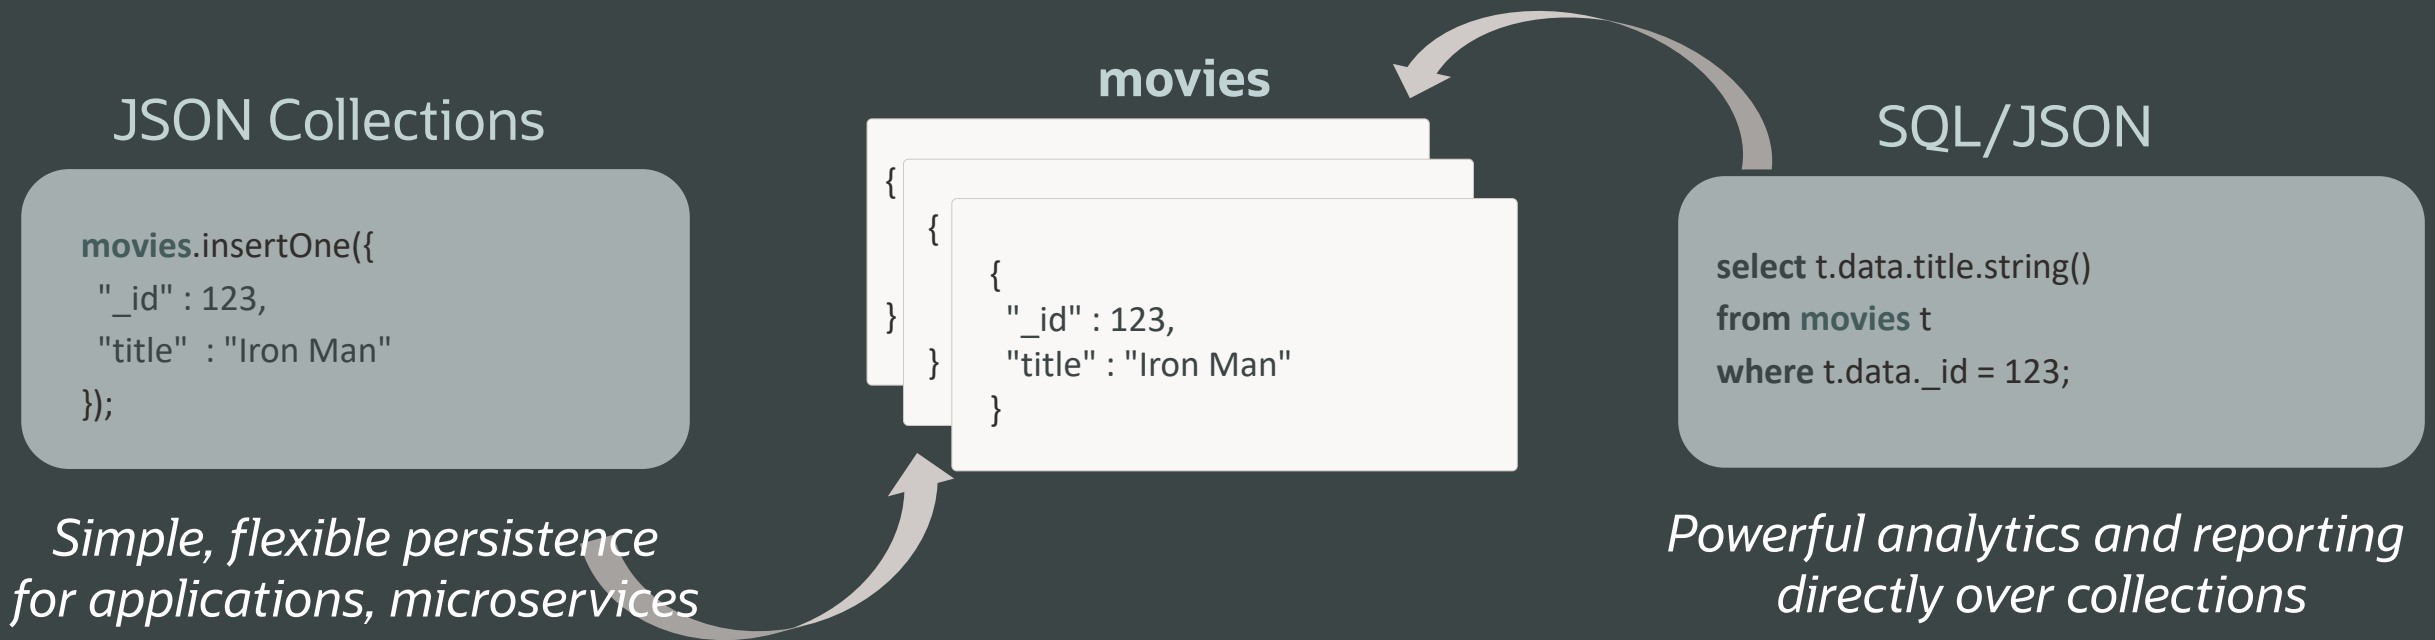 JSON Collections
movies.insertOne({
"_id" : 123,
"title" : "Iron Man"
});
Simple, flexible persistence
for applications, microservices
movies
{
}
{
}
{
"_id" : 123,
"title" : "Iron Man"
}
SQL/JSON
select t.data.title.string()
from movies t
where t.data._id = 123;
Powerful analytics and reporting
directly over collections